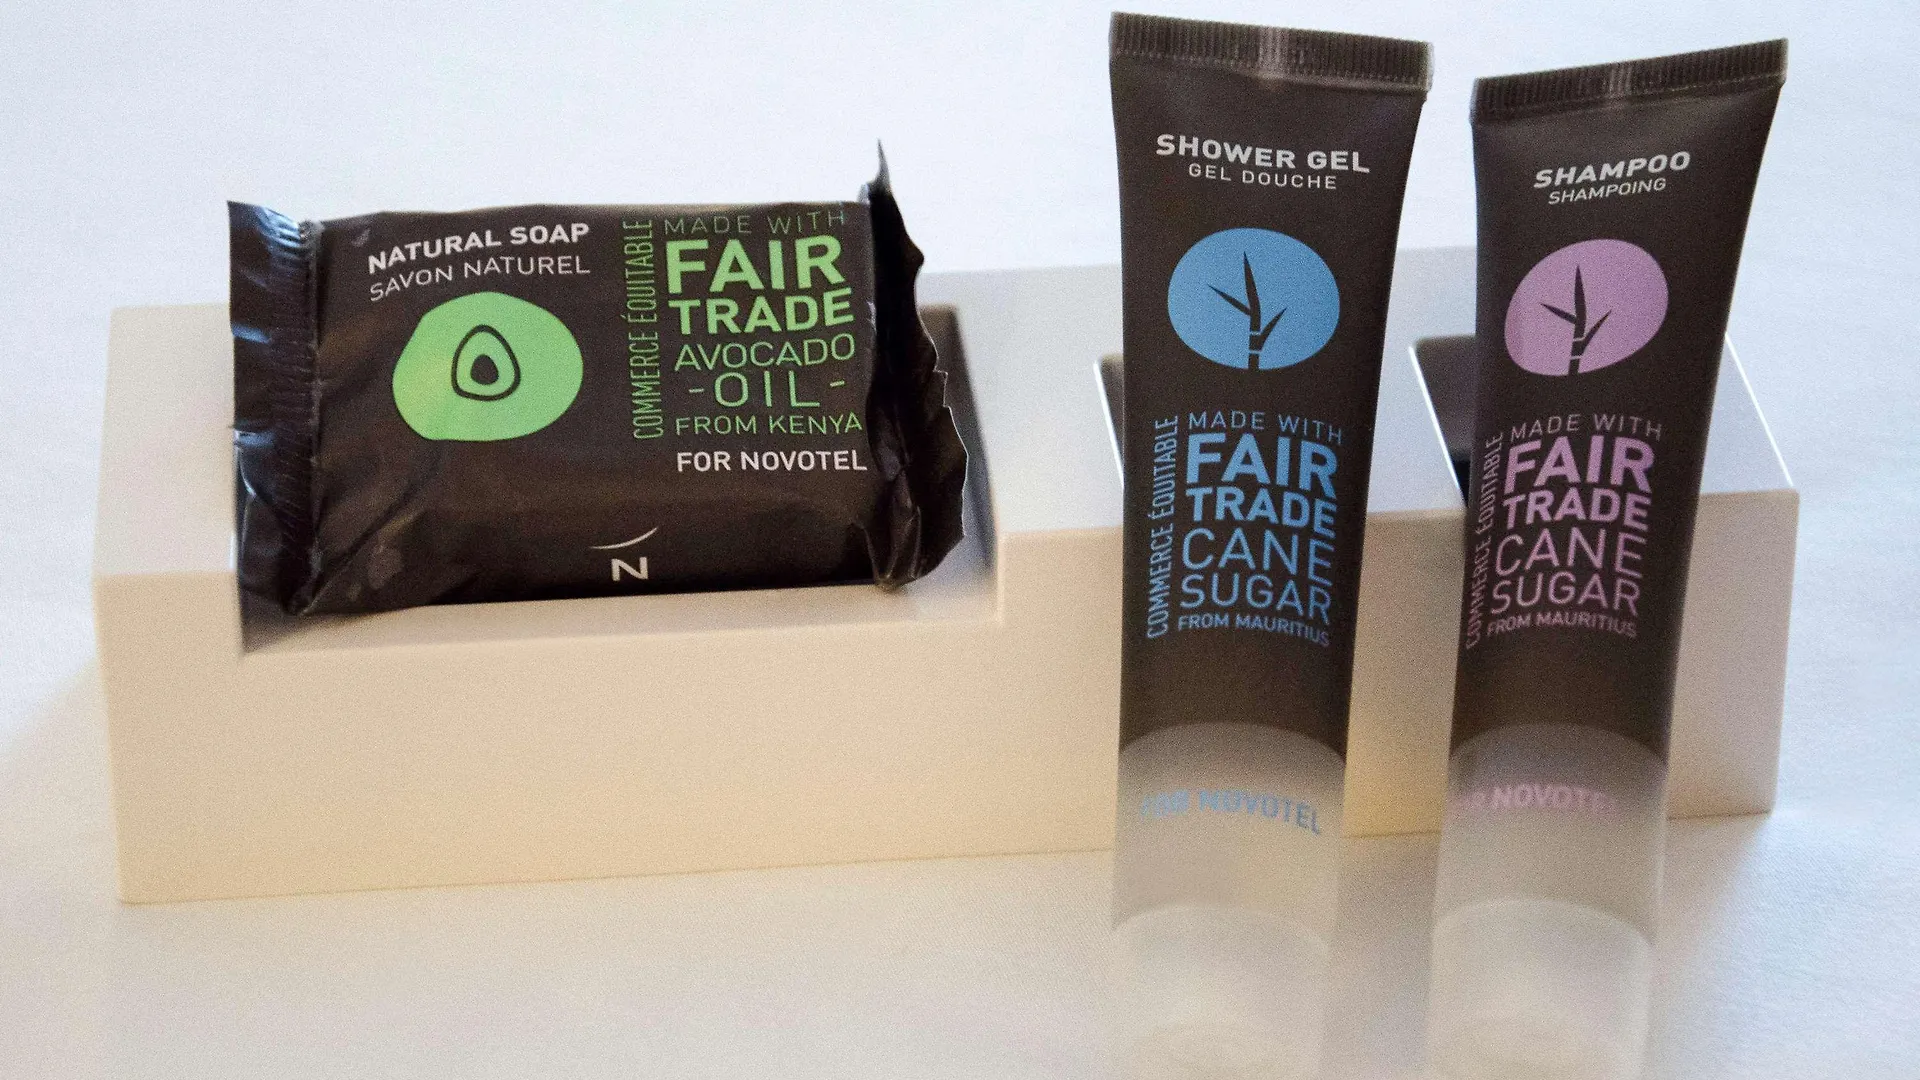 NATURAL SOAP
SAVON NATUREL
COMMERCE ÉQUITABLE
MADE WITH
FAIR
TRADE
AVOCADO
-OIL-
FROM KENYA
FOR NOVOTEL
N
SHOWER GEL
GEL DOUCHE
COMMERCE ÉQUITABLE
MADE WITH
FAIR
TRADE
CANE
SUGAR
FROM MAURITIUS
FOR NOVOTEL
SHAMPOO
SHAMPOING
COMMERCE ÉQUITABLE
MADE WITH
FAIR
TRADE
CANE
SUGAR
FROM MAURITIUS
FOR NOVOTEL